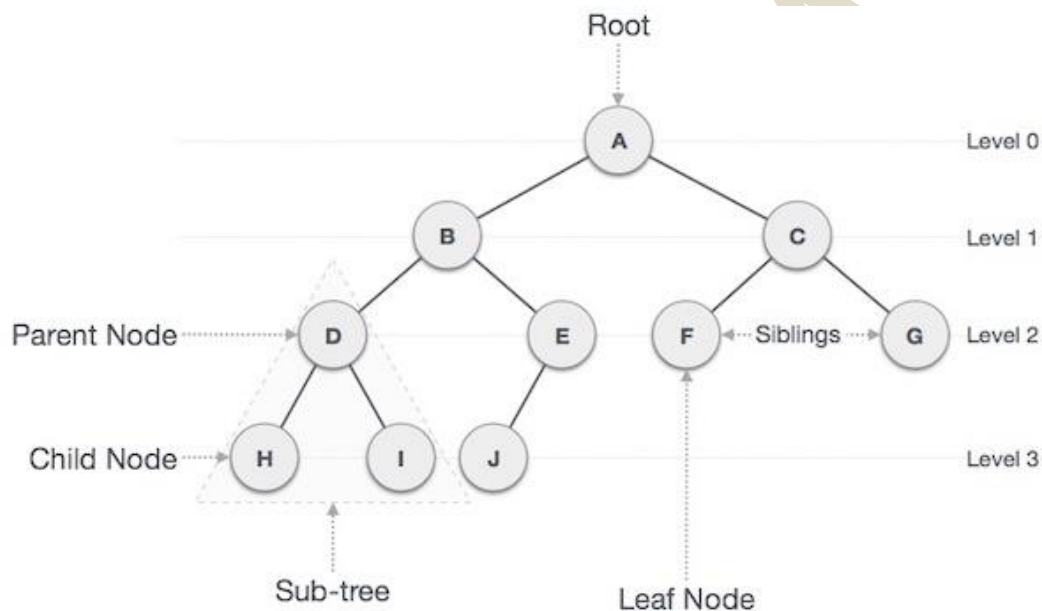 Root
A
Level 0
B
C
Level 1
Parent Node
D
E
F
Siblings
G
Level 2
Child Node
H
I
J
Level 3
Sub-tree
Leaf Node